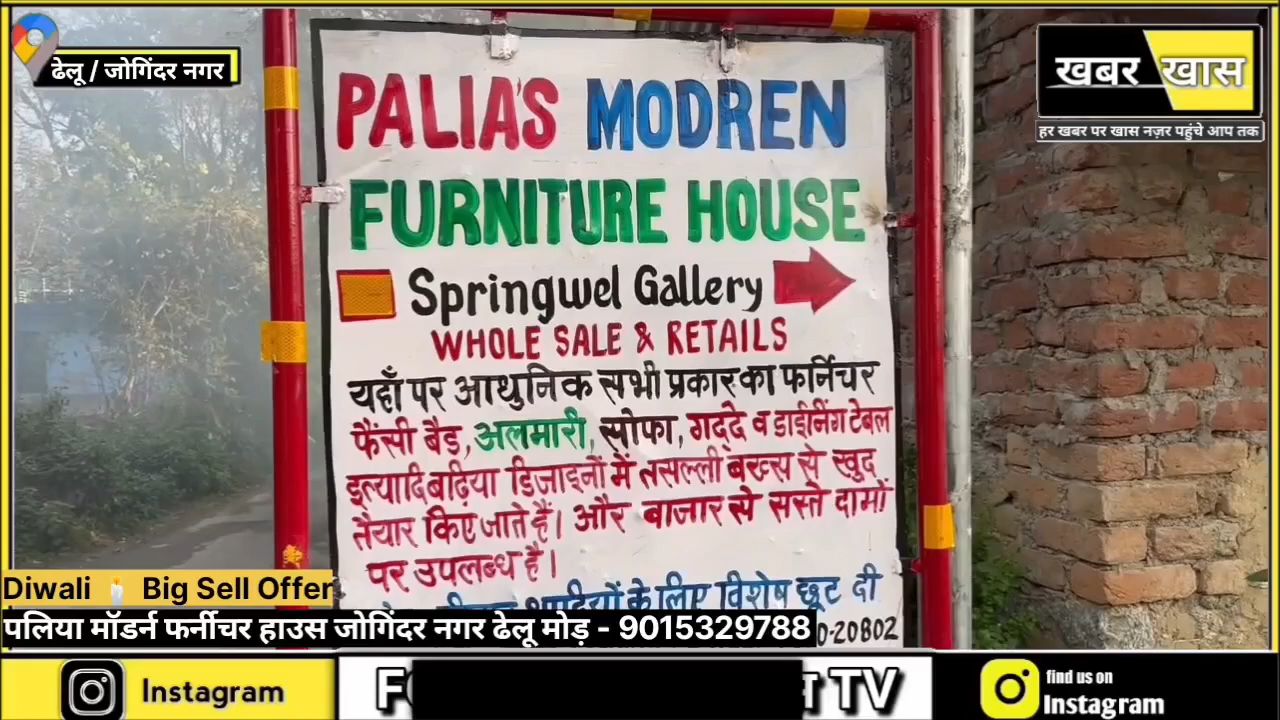 ढेलू / जोगिंदर नगर
खबर खास
हर खबर पर खास नज़र पहुंचे आप तक
PALIA'S MODREN
FURNITURE HOUSE
Springwel Gallery
WHOLE SALE & RETAILS
यहाँ पर आधुनिक सभी प्रकार का फर्निचर
फैंसी बैड, अलमारी, सोफा, गद्दे व डाईनिंग टेबल
इत्यादि बढ़िया डिजाइनों में तसल्ली बख्स से खुद
तैयार किए जाते हैं। और बाजार से सस्ते दामों
पर उपलब्ध है।
के लिए विशेष छूट दी
0-20802
Diwali 🕯️ Big Sell Offer
पलिया मॉडर्न फर्नीचर हाउस जोगिंदर नगर ढेलू मोड़ - 9015329788
Instagram
TV
find us on
Instagram